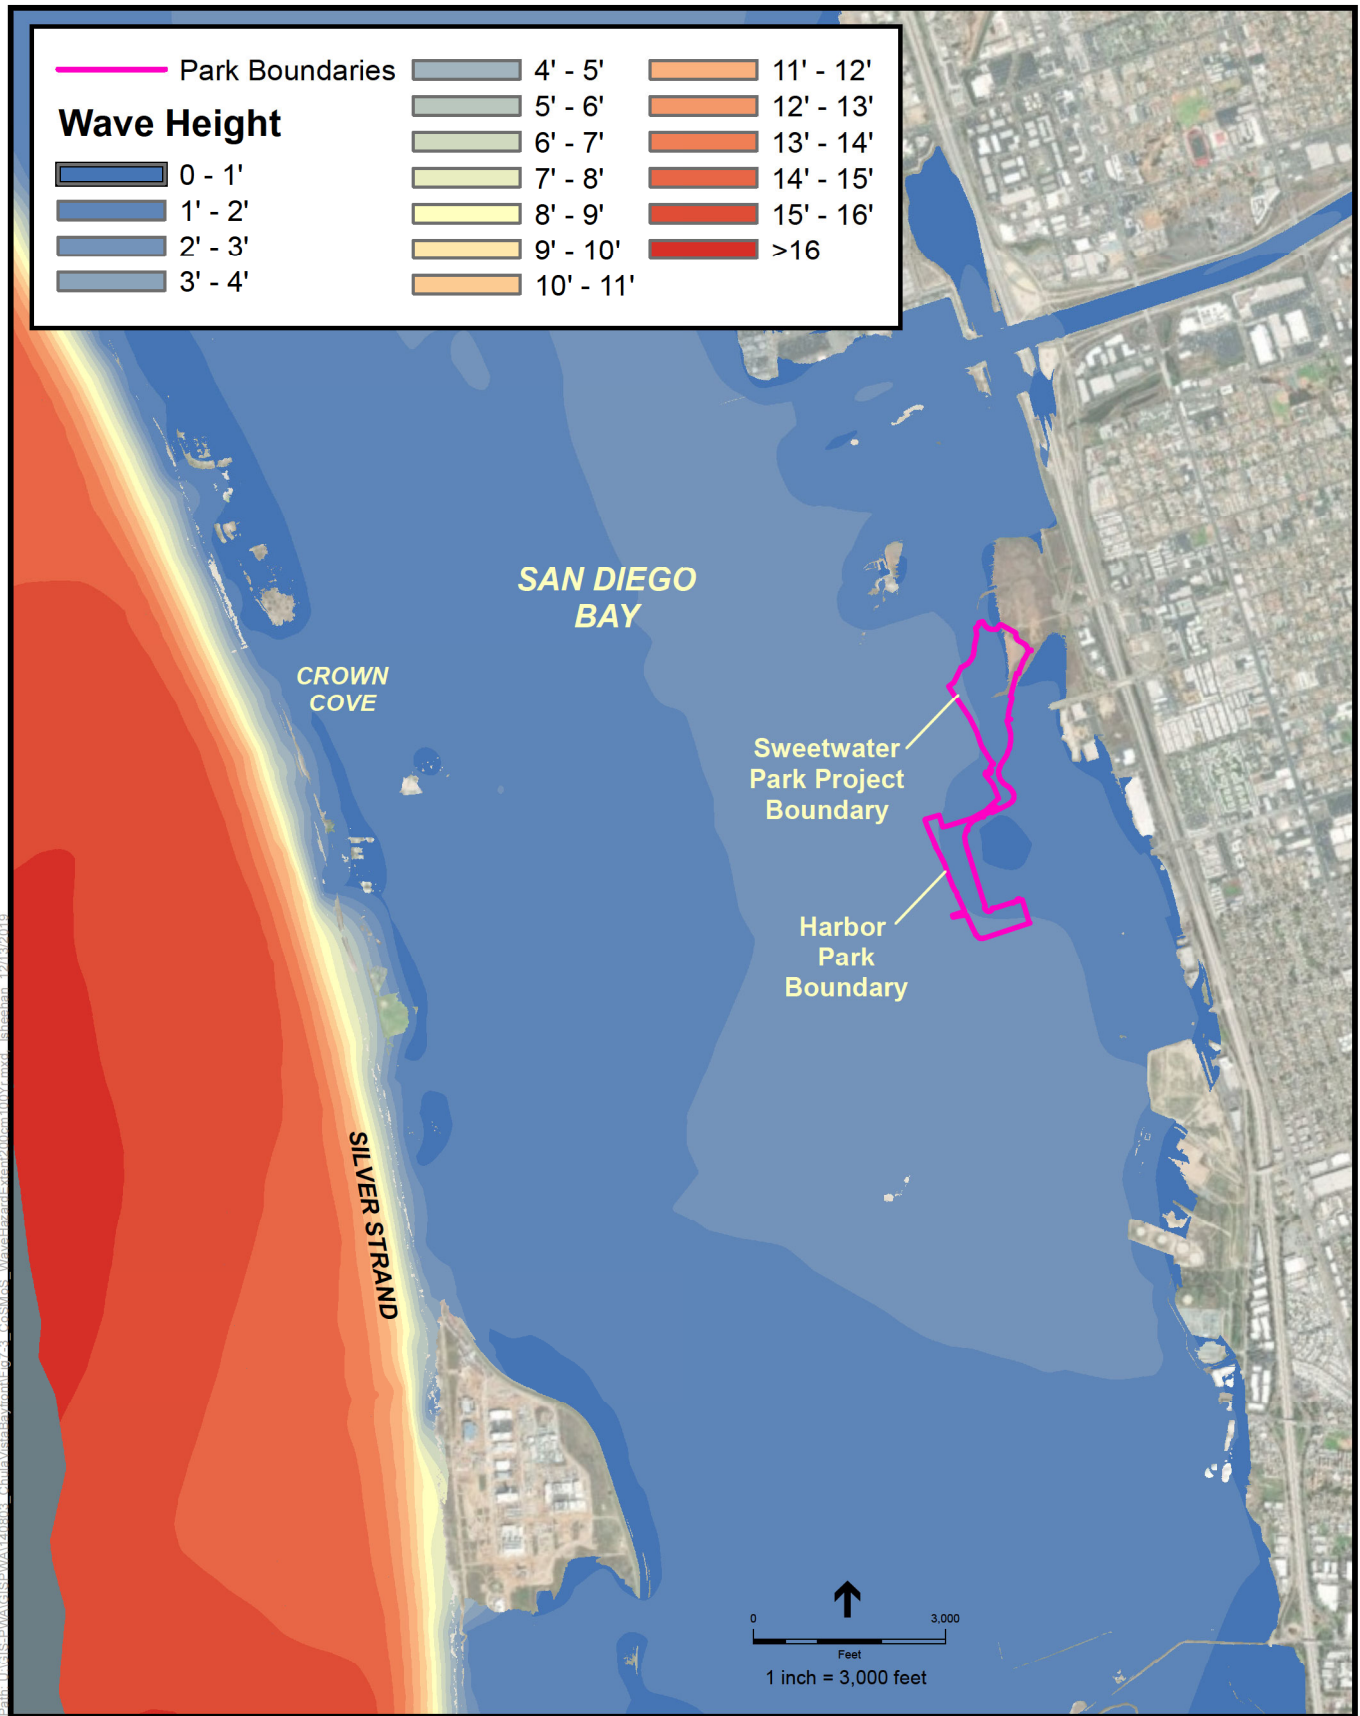 Park Boundaries
Wave Height
0 - 1'
1' - 2'
2' - 3'
3' - 4'
4' - 5'
5' - 6'
6' - 7'
7' - 8'
8' - 9'
9' - 10'
10' - 11'
11' - 12'
12' - 13'
13' - 14'
14' - 15'
15' - 16'
>16
SAN DIEGO
BAY
CROWN
COVE
Sweetwater
Park Project
Boundary
Harbor
Park
Boundary
SILVER STRAND
0 3,000
Feet
1 inch = 3,000 feet